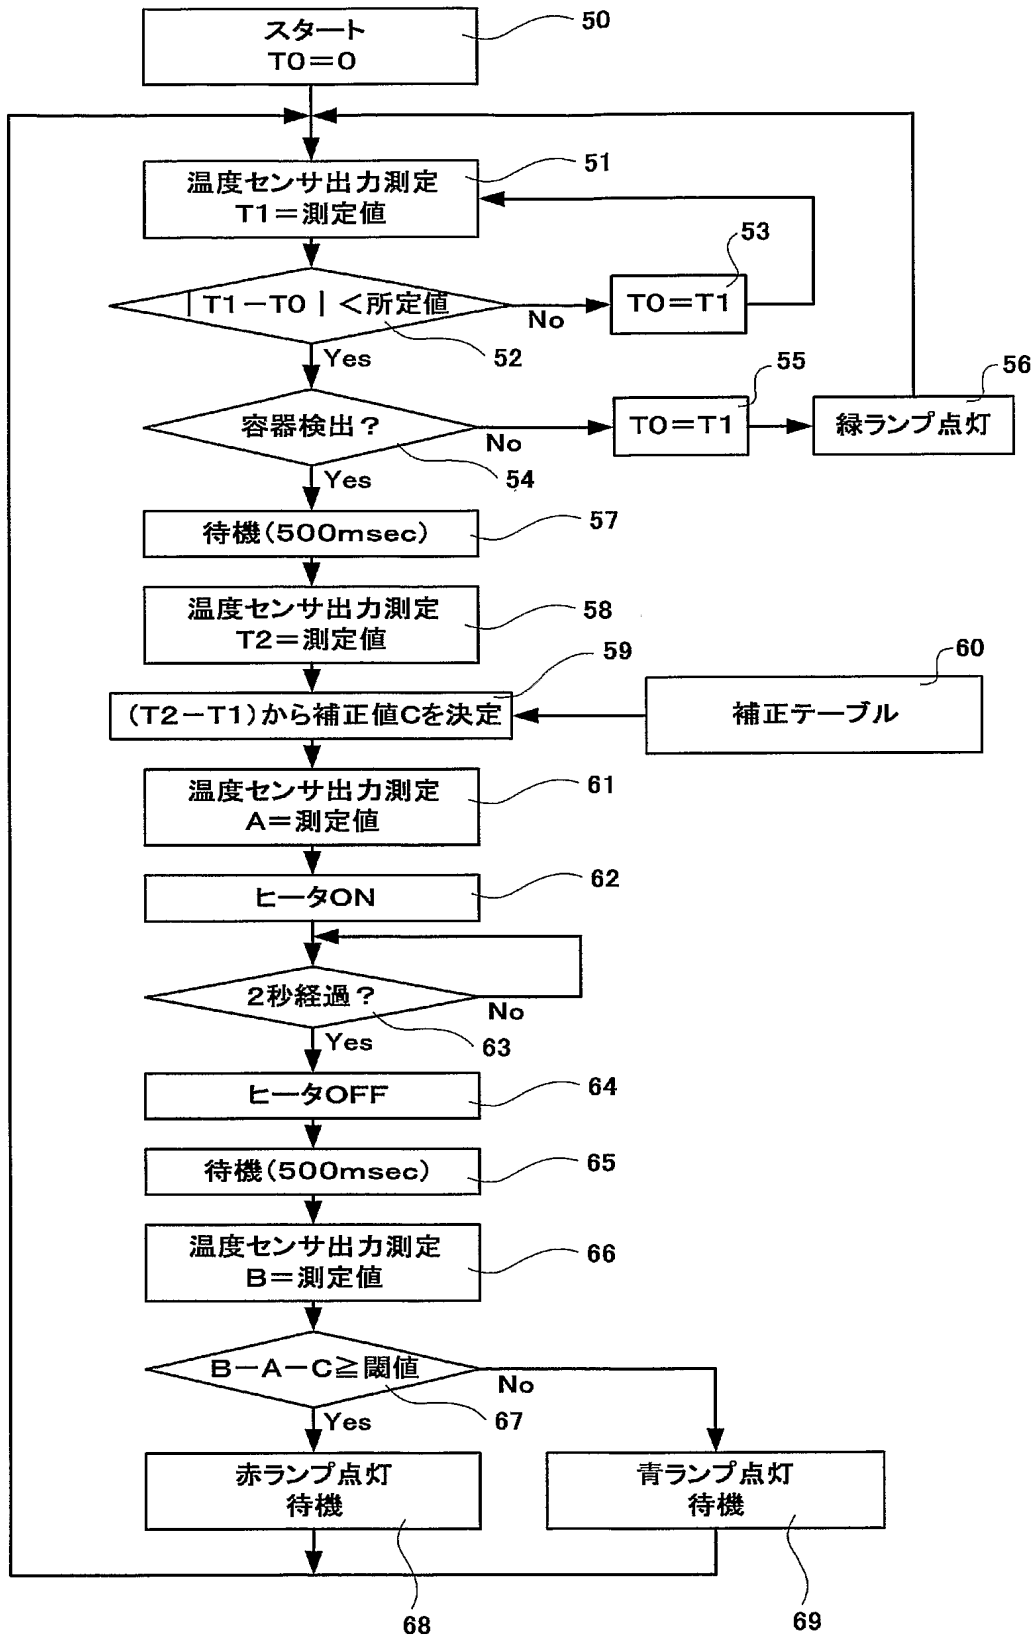 スタート
T0=0
50
温度センサ出力測定
T1=測定値
51
|T1-T0|<所定値
52
No
T0=T1
53
Yes
容器検出?
54
No
T0=T1
55
緑ランプ点灯
56
Yes
待機(500msec)
57
温度センサ出力測定
T2=測定値
58
(T2-T1)から補正値Cを決定
59
補正テーブル
60
温度センサ出力測定
A=測定値
61
ヒータON
62
2秒経過?
63
No
Yes
ヒータOFF
64
待機(500msec)
65
温度センサ出力測定
B=測定値
66
B-A-C≧閾値
67
No
Yes
赤ランプ点灯
待機
68
青ランプ点灯
待機
69